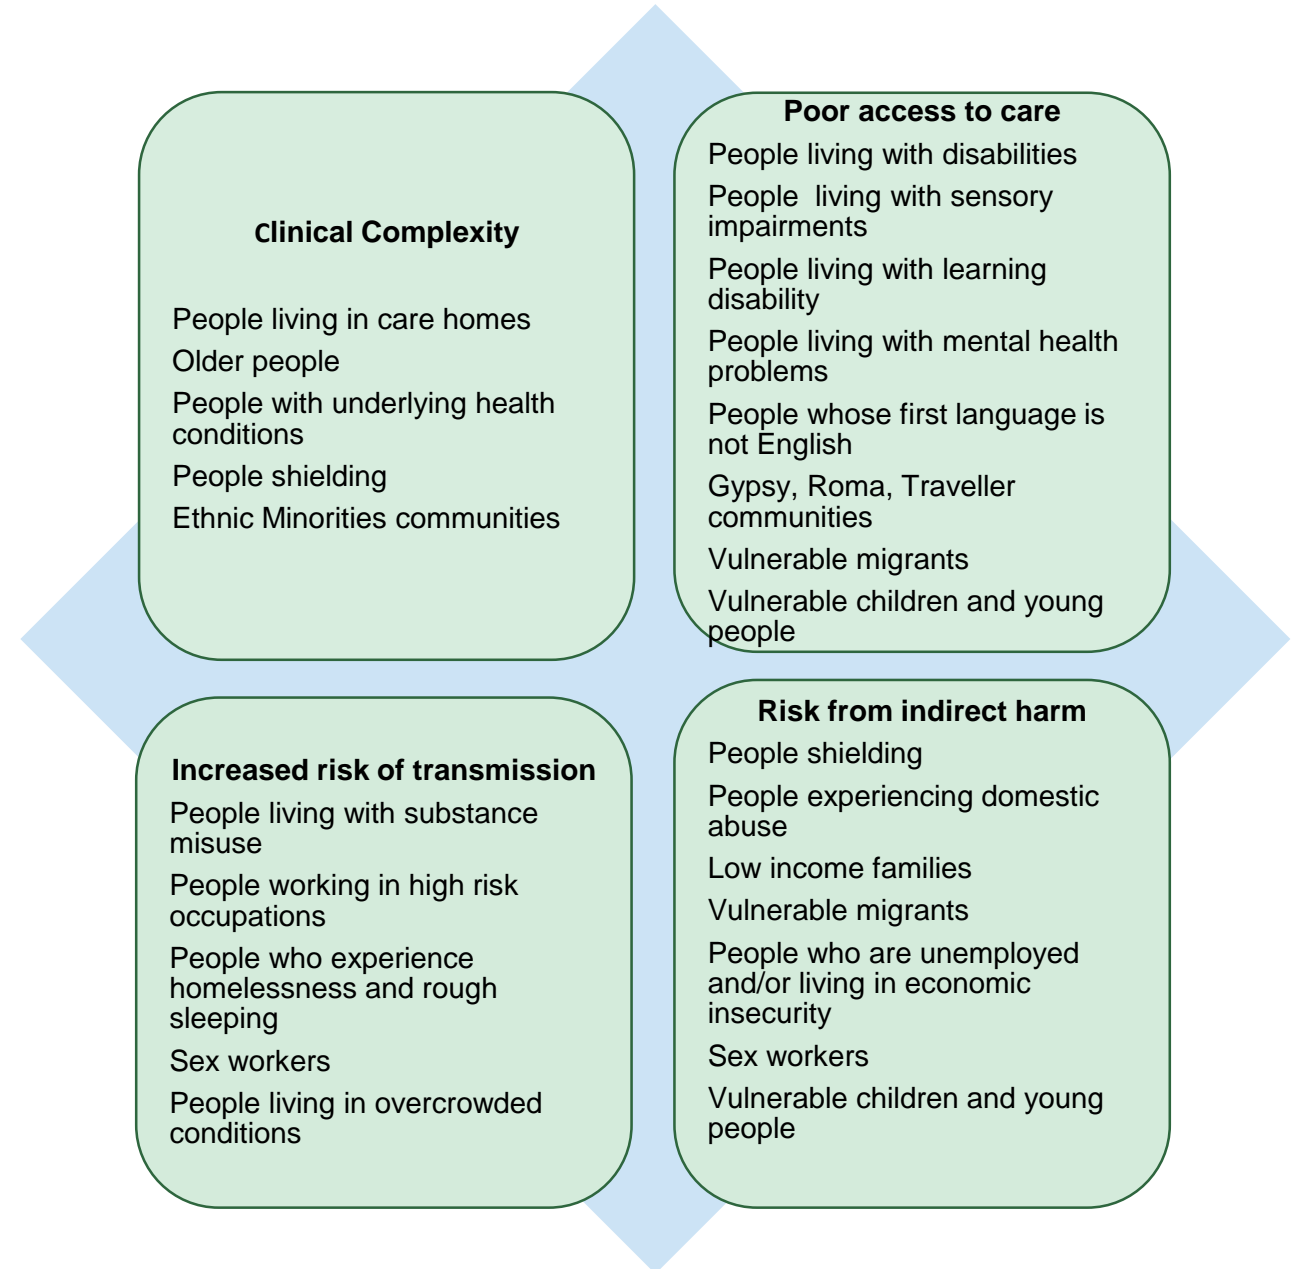 Clinical Complexity
People living in care homes
Older people
People with underlying health
conditions
People shielding
Ethnic Minorities communities
Poor access to care
People living with disabilities
People living with sensory
impairments
People living with learning
disability
People living with mental health
problems
People whose first language is
not English
Gypsy, Roma, Traveller
communities
Vulnerable migrants
Vulnerable children and young
people
Increased risk of transmission
People living with substance
misuse
People working in high risk
occupations
People who experience
homelessness and rough
sleeping
Sex workers
People living in overcrowded
conditions
Risk from indirect harm
People shielding
People experiencing domestic
abuse
Low income families
Vulnerable migrants
People who are unemployed
and/or living in economic
insecurity
Sex workers
Vulnerable children and young
people